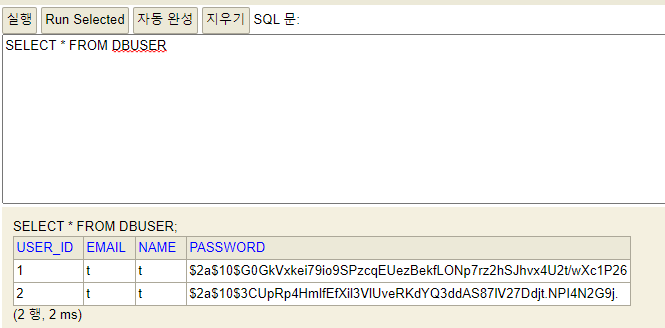 실행 Run Selected 자동 완성 지우기 SQL 문:
SELECT * FROM DBUSER
SELECT * FROM DBUSER;
USER_ID EMAIL NAME PASSWORD
1 t t $2a$10$G0GkVxkei79io9SPzcqEUezBekfLONp7rz2hSJhvx4U2t/wXc1P26
2 t t $2a$10$3CUpRp4HmlfEfXil3VlUveRKdYQ3ddAS87lV27Ddjt.NPI4N2G9j.
(2 행, 2 ms)